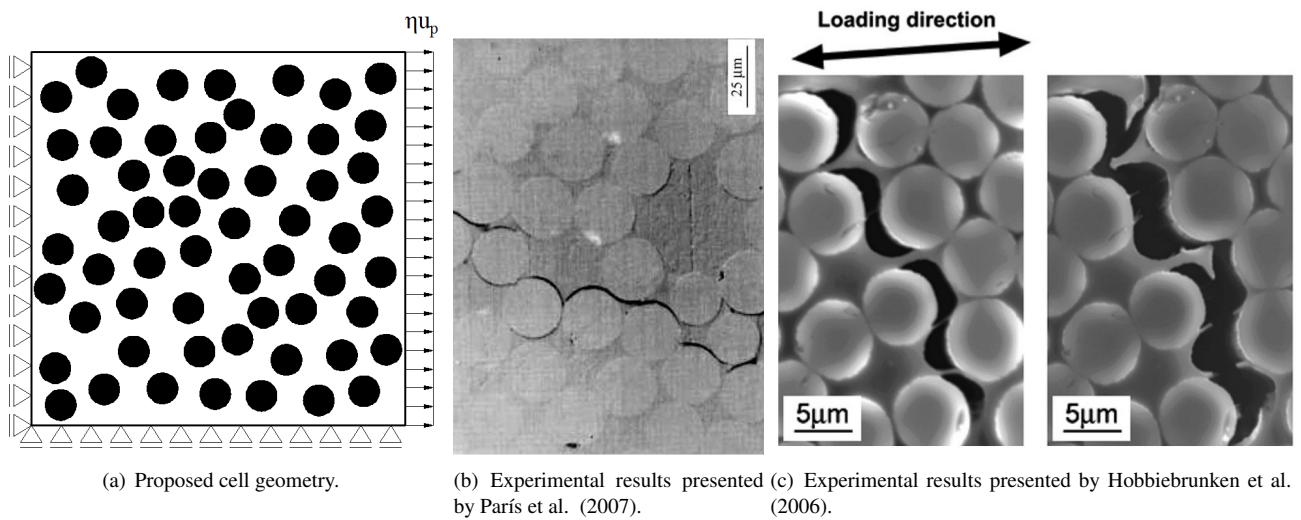 ηu_p
25 µm
Loading direction
5µm
5µm
(a) Proposed cell geometry.
(b) Experimental results presented
by París et al. (2007).
(c) Experimental results presented by Hobbiebrunken et al.
(2006).